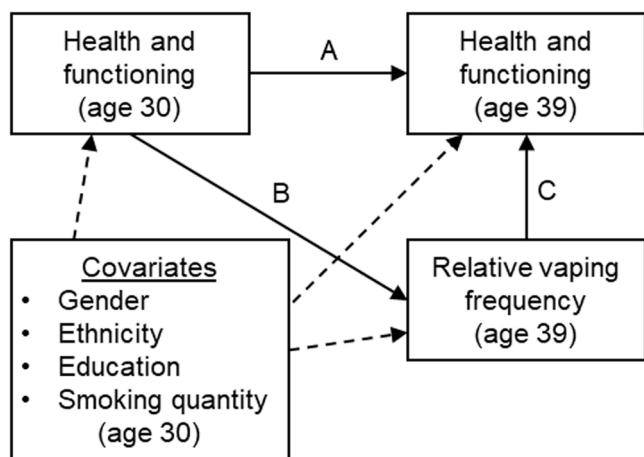 Health and
functioning
(age 30)
A
Health and
functioning
(age 39)
B
C
Covariates
• Gender
• Ethnicity
• Education
• Smoking quantity
(age 30)
Relative vaping
frequency
(age 39)